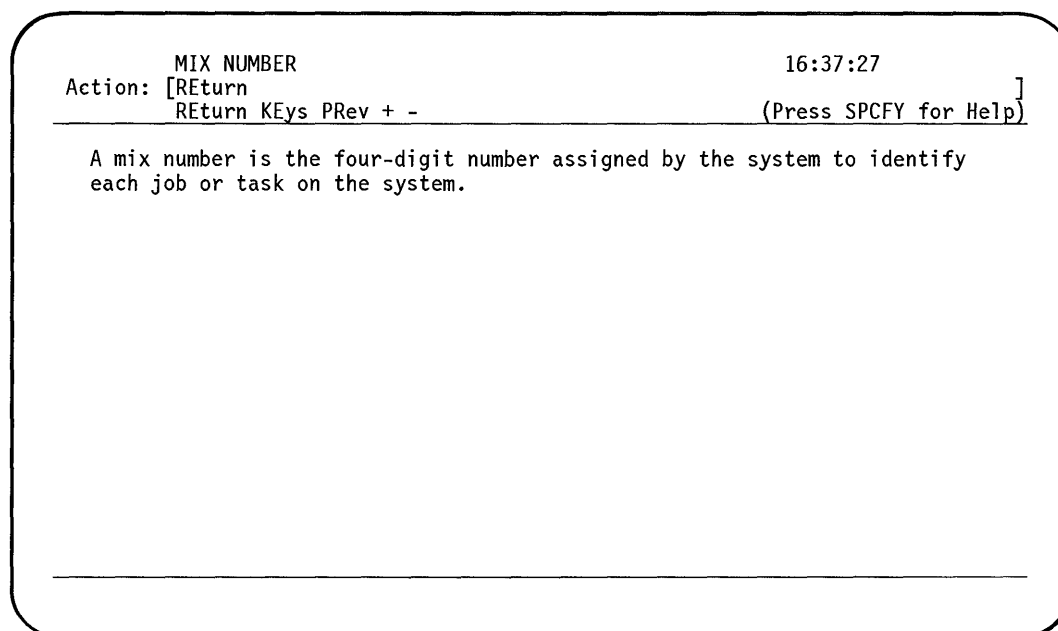 MIX NUMBER 16:37:27
Action: [REturn ]
REturn KEys PRev + - (Press SPCFY for Help)
A mix number is the four-digit number assigned by the system to identify
each job or task on the system.